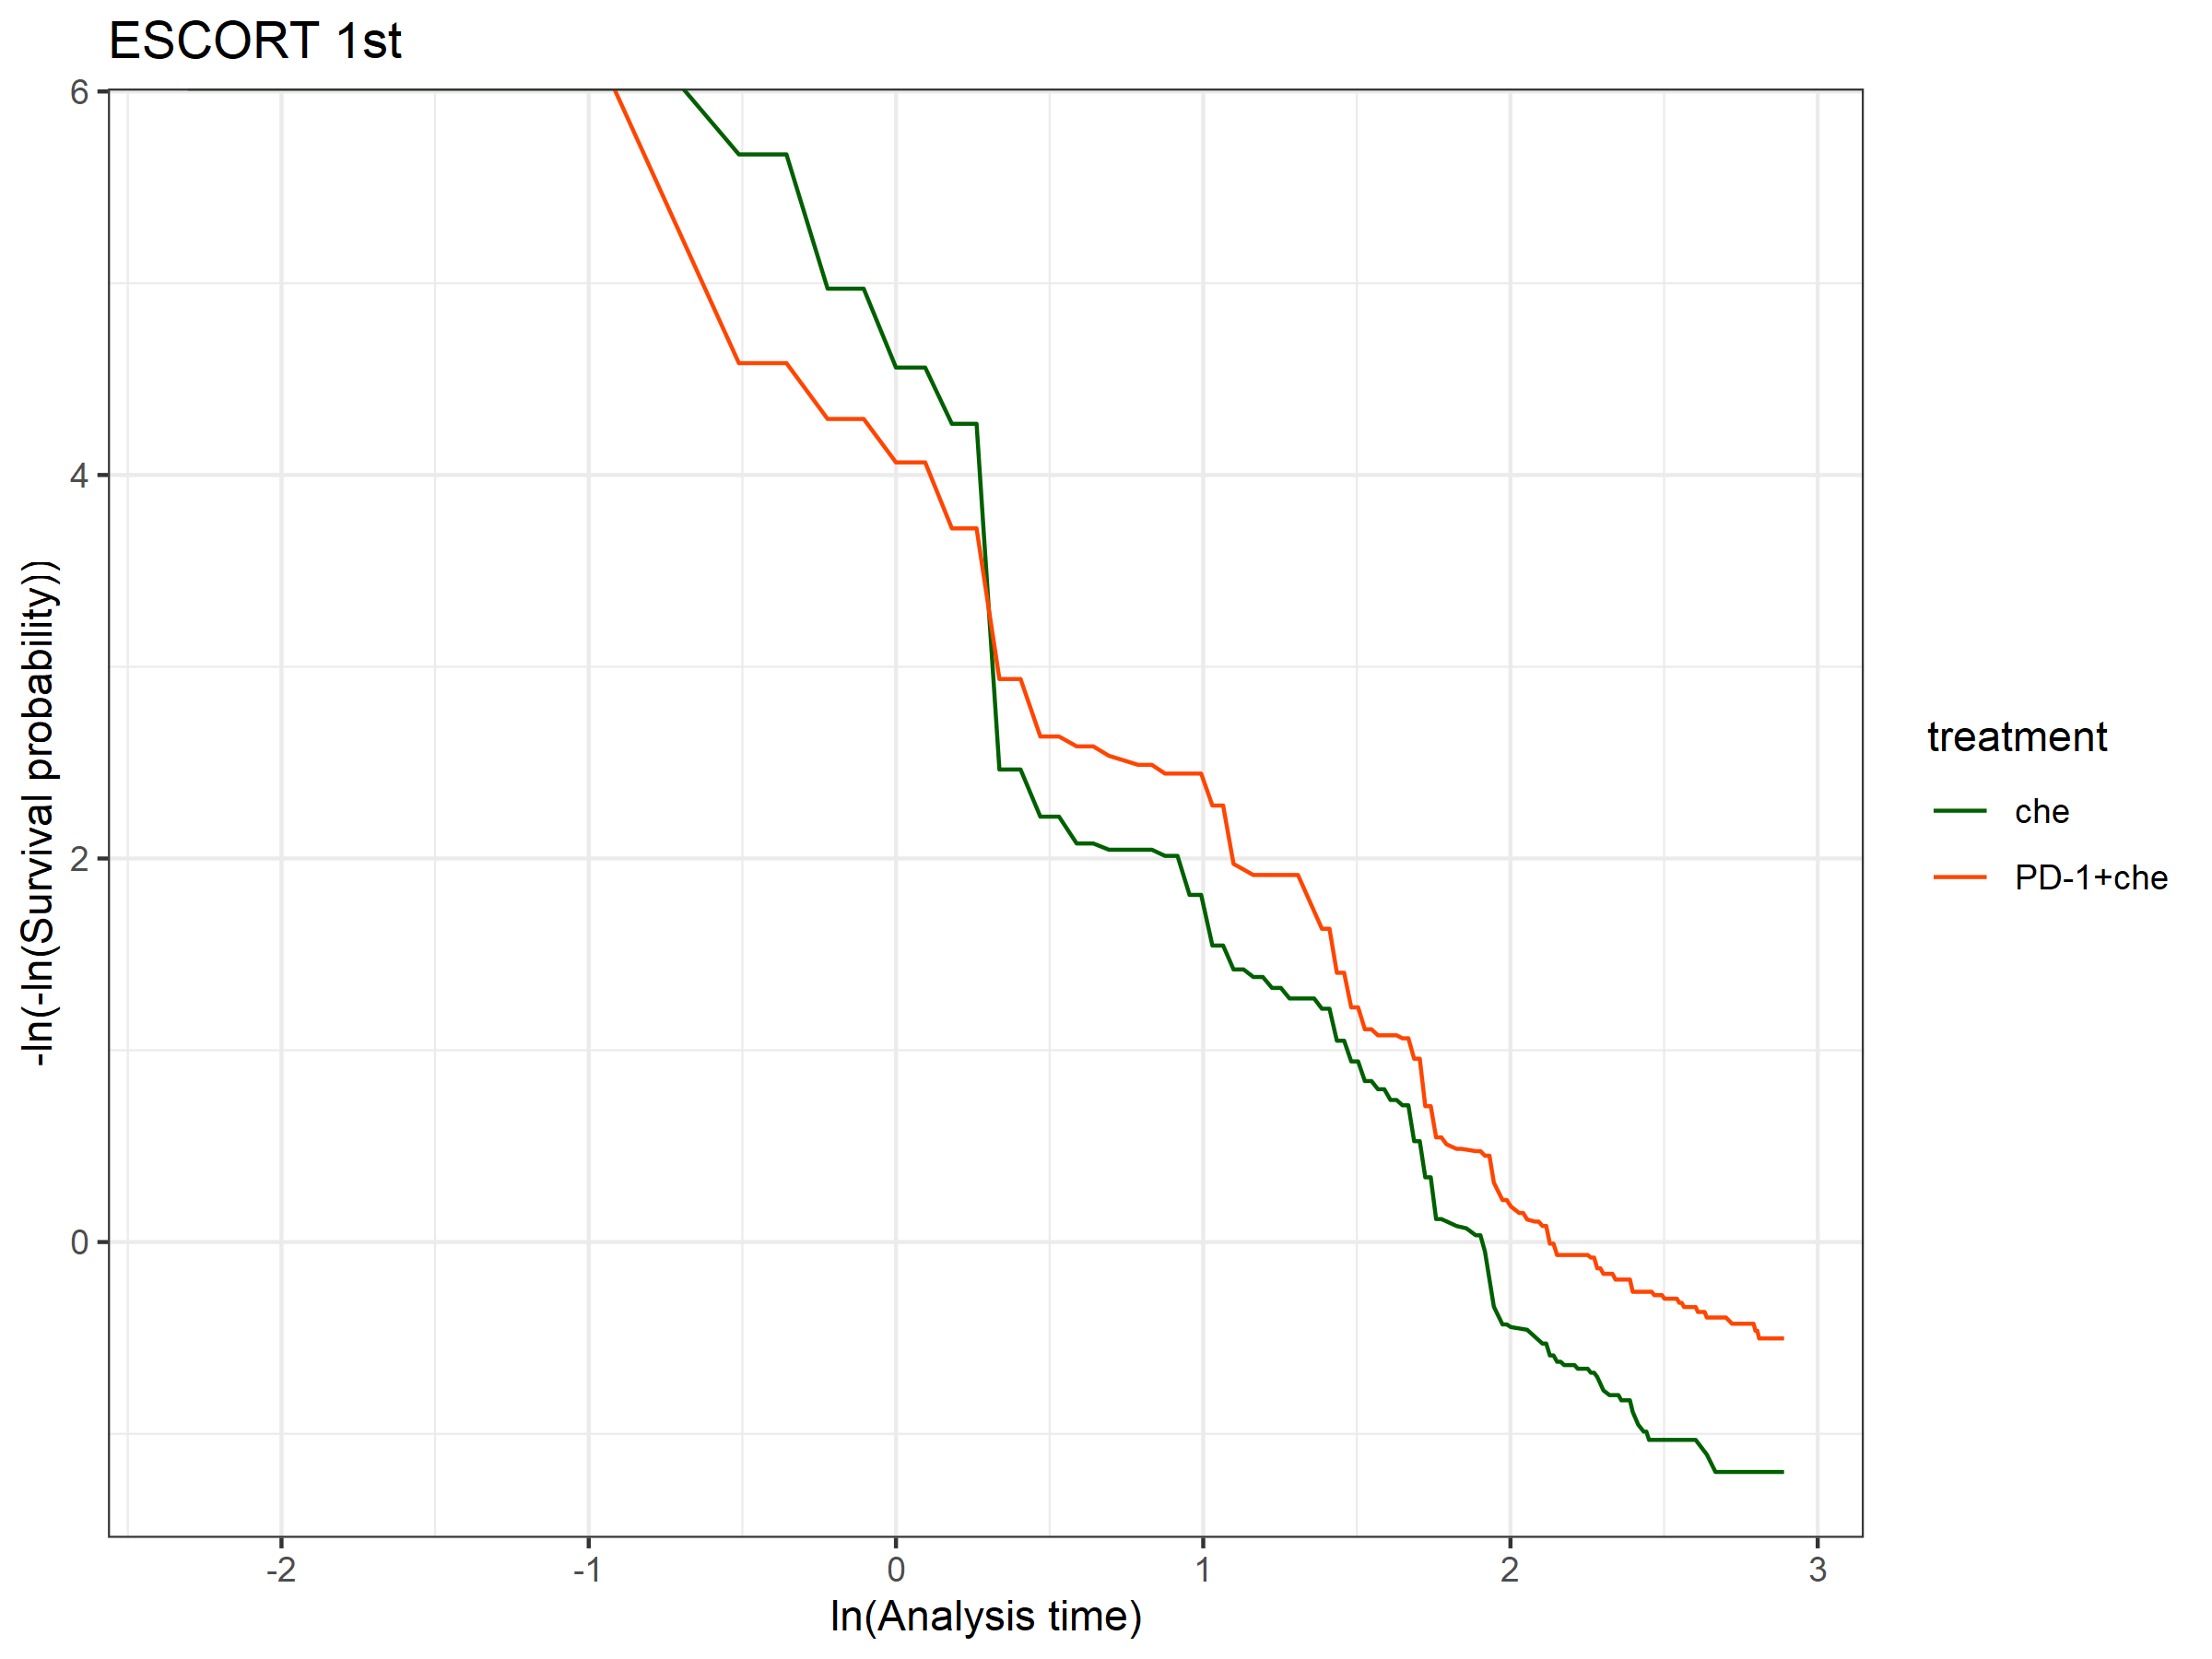 ESCORT 1st
6
4
2
0
-ln(-ln(Survival probability)))
-2
-1
0
1
2
3
ln(Analysis time)
treatment
che
PD-1+che